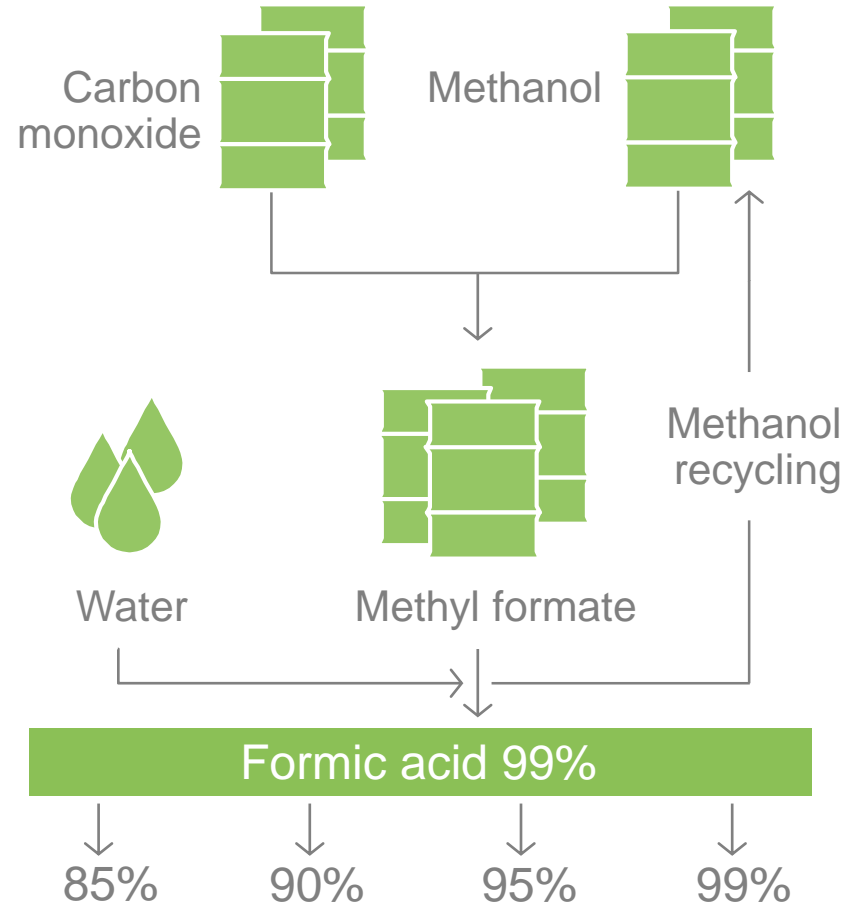 Carbon
monoxide
Methanol
Methanol
recycling
Water
Methyl formate
Formic acid 99%
85%
90%
95%
99%